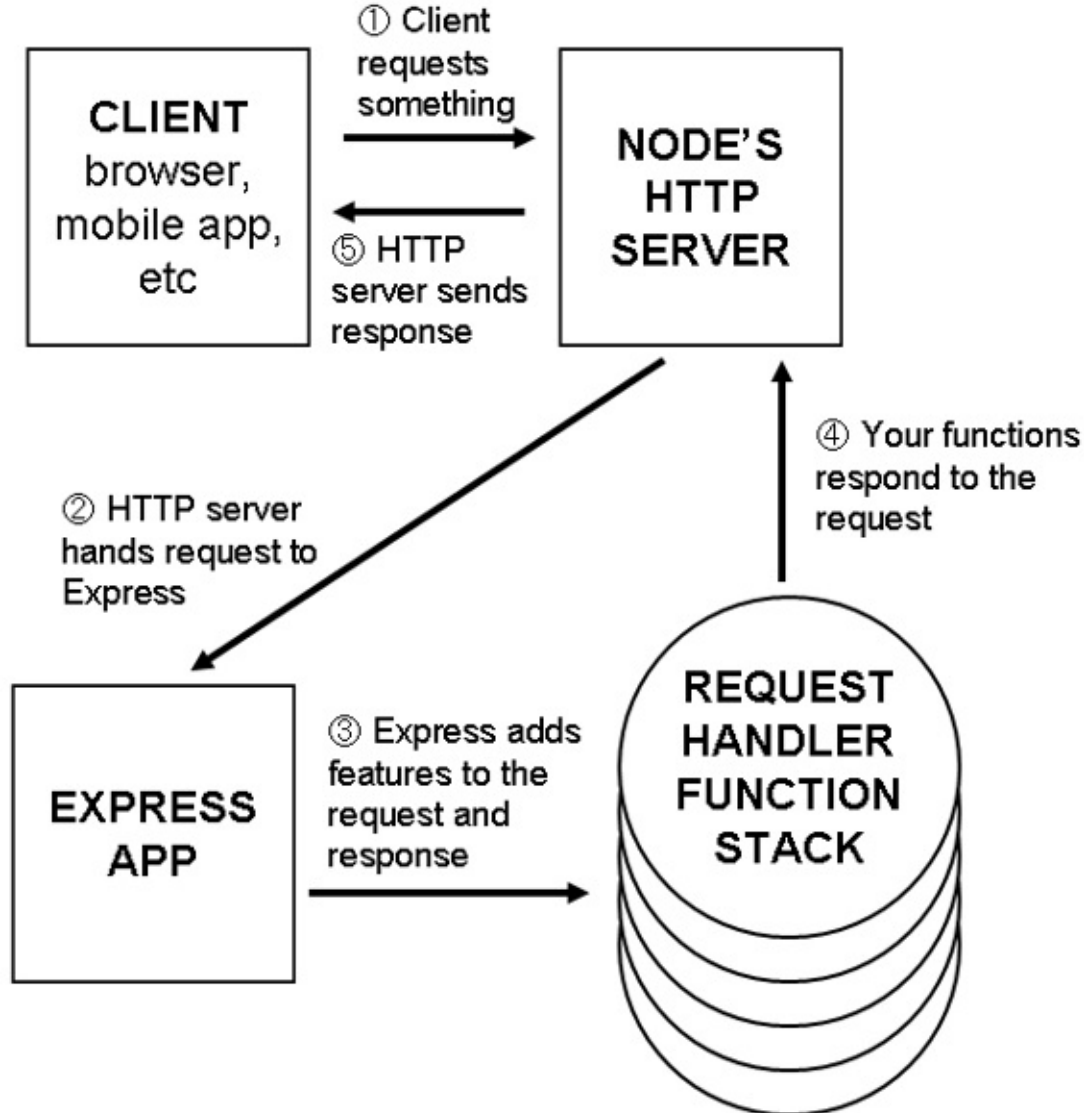 ① Client
requests
something
CLIENT
browser,
mobile app,
etc
NODE'S
HTTP
SERVER
⑤ HTTP
server sends
response
④ Your functions
respond to the
request
② HTTP server
hands request to
Express
③ Express adds
features to the
request and
response
EXPRESS
APP
REQUEST
HANDLER
FUNCTION
STACK